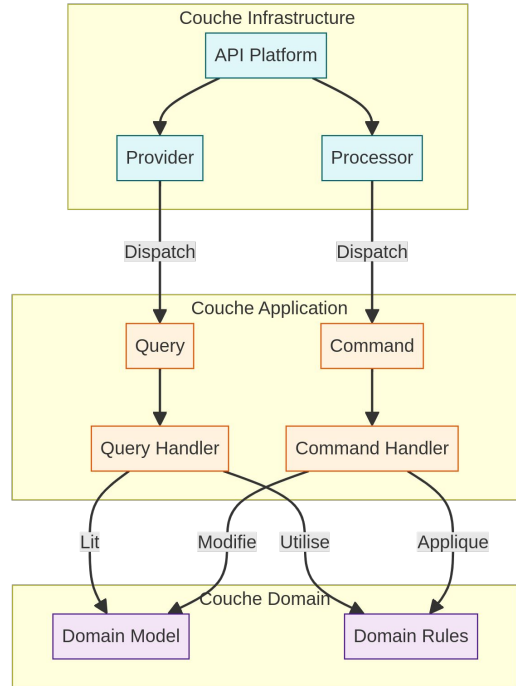 Couche Infrastructure
API Platform
Provider
Processor
Dispatch
Dispatch
Couche Application
Query
Command
Query Handler
Command Handler
Lit
Modifie
Utilise
Applique
Couche Domain
Domain Model
Domain Rules